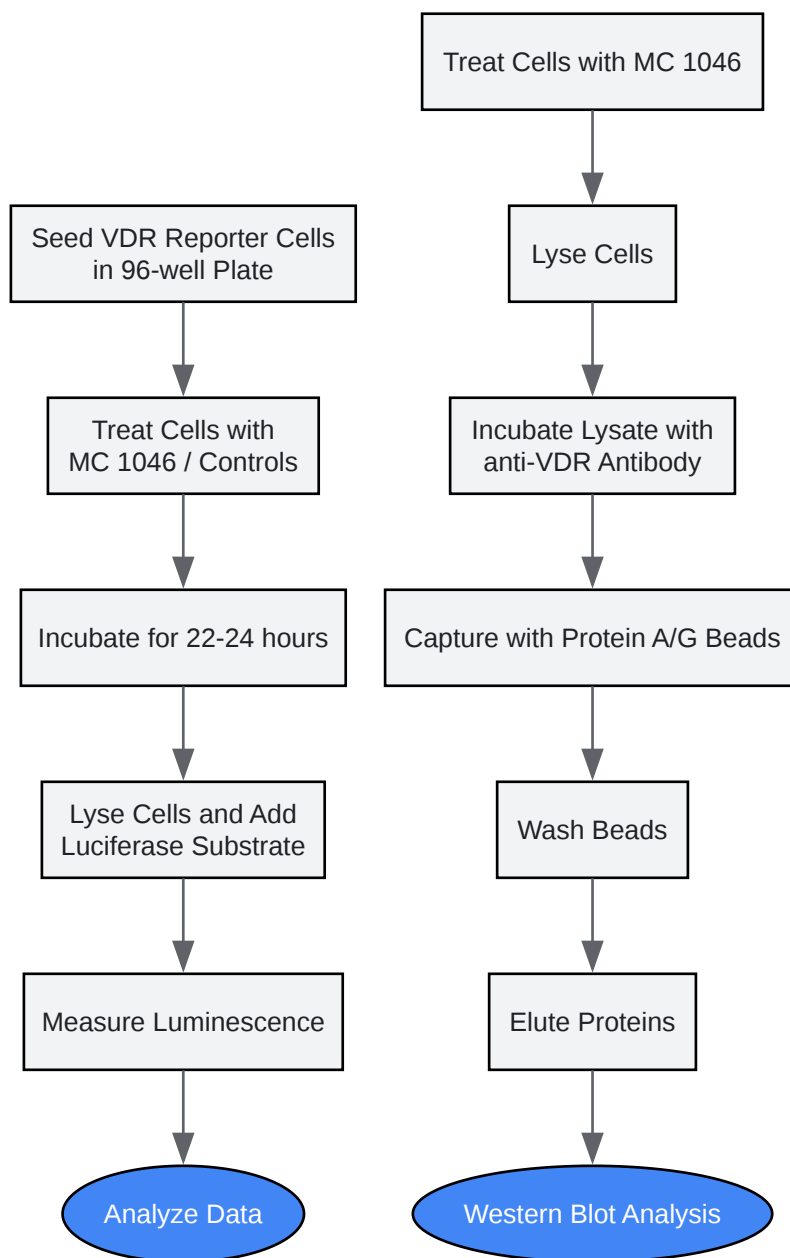 Seed VDR Reporter Cells
in 96-well Plate
Treat Cells with
MC 1046 / Controls
Incubate for 22-24 hours
Lyse Cells and Add
Luciferase Substrate
Measure Luminescence
Analyze Data
Treat Cells with MC 1046
Lyse Cells
Incubate Lysate with
anti-VDR Antibody
Capture with Protein A/G Beads
Wash Beads
Elute Proteins
Western Blot Analysis